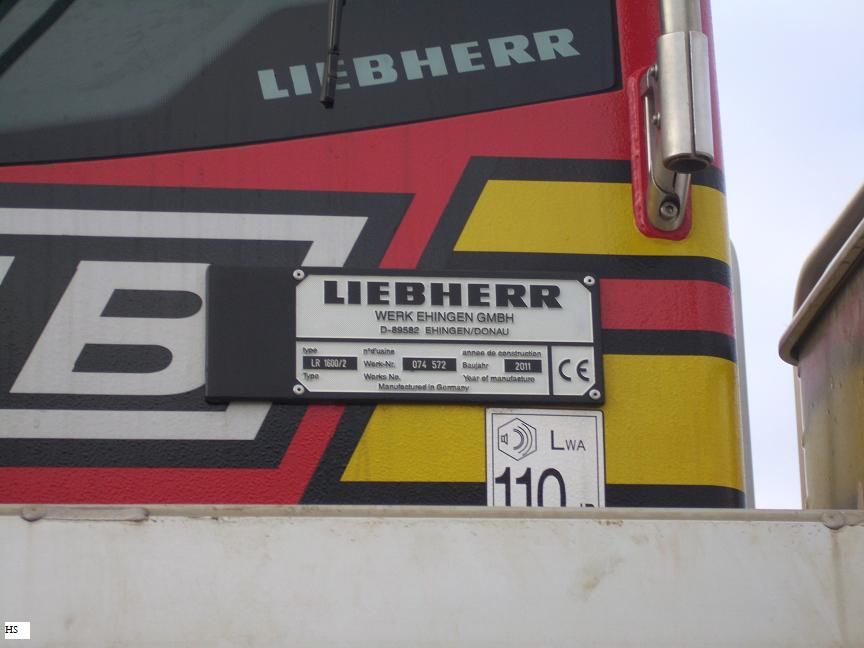 LIEBHERR
B
LIEBHERR
WERK EHINGEN GMBH
D-89582 EHINGEN/DONAU
type n°d'usine annee de construction
LR 1600/2 Werk-Nr. 074 572 Baujahr 2011
Type Works No. Year of manufacture
Manufactured in Germany
CE
LWA
110
HS